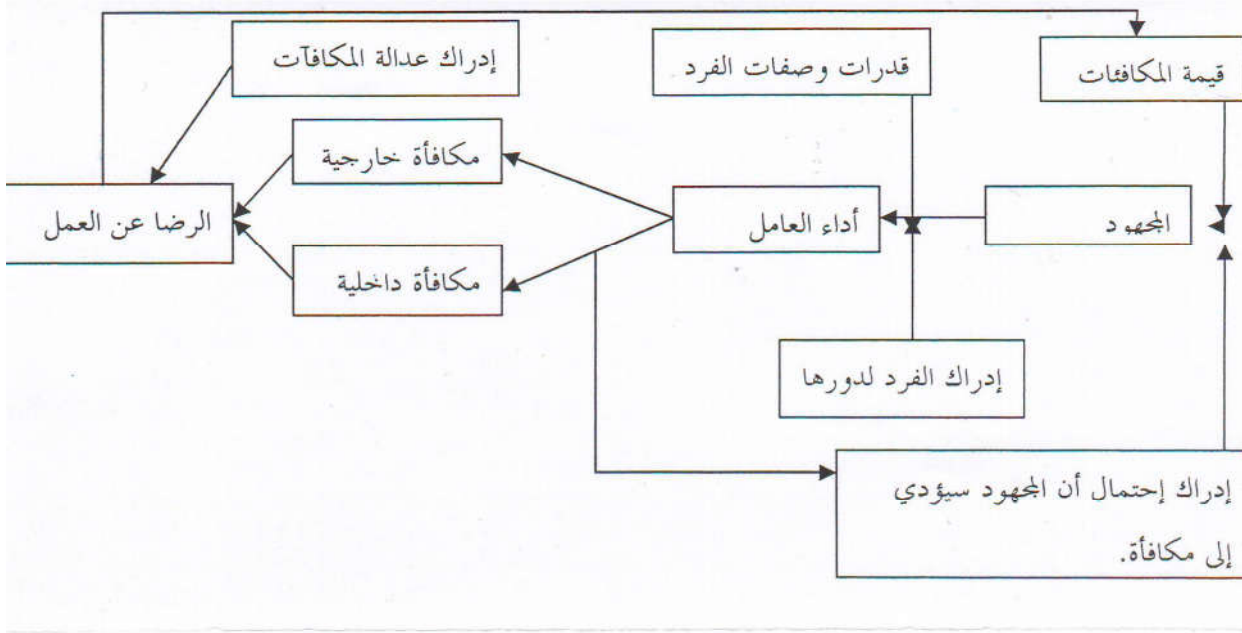 قيمة المكافئات
قدرات وصفات الفرد
إدراك عدالة المكافآت
مكافأة خارجية
المجهود
أداء العامل
الرضا عن العمل
مكافأة داخلية
إدراك الفرد لدورها
إدراك إحتمال أن المجهود سيؤدي
إلى مكافأة.